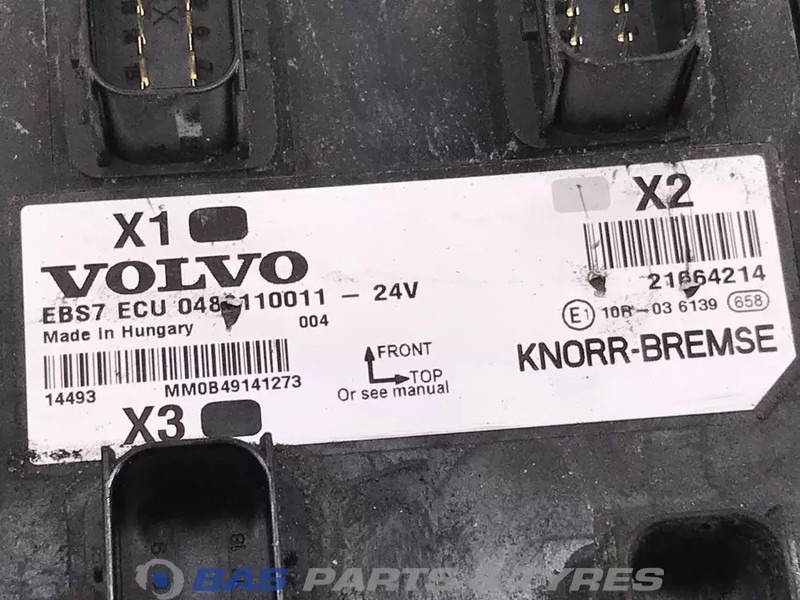 X1
X2
VOLVO
EBS7 ECU 24V
Made In Hungary
004
21664214
E1 10R-03 6139 658
KNORR-BREMSE
14493 MM0B49141273
FRONT
TOP
Or see manual
X3
BAS PARTS & TYRES